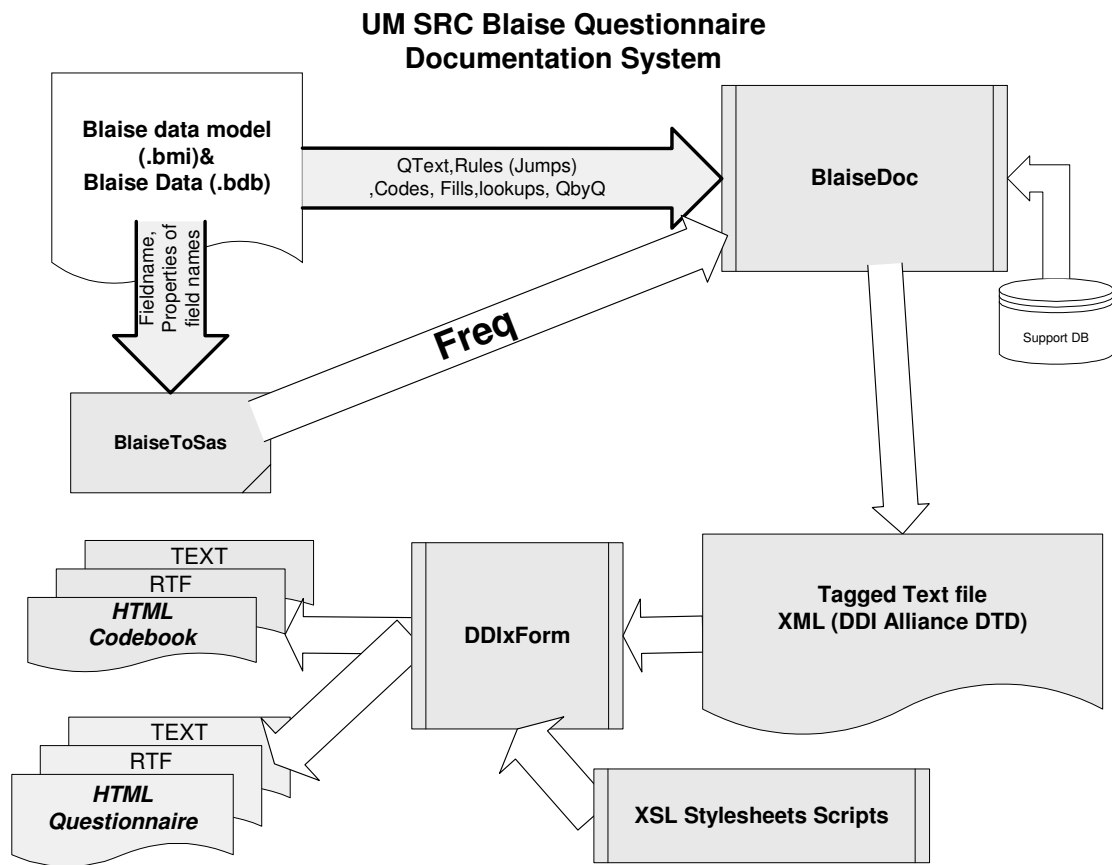 UM SRC Blaise Questionnaire
Documentation System
Blaise data model
(.bmi)&
Blaise Data (.bdb)
QText,Rules (Jumps)
,Codes, Fills,lookups, QbyQ
BlaiseDoc
Fieldname,
Properties of
field names
Freq
Support DB
BlaiseToSas
TEXT
RTF
HTML
Codebook
DDIxForm
Tagged Text file
XML (DDI Alliance DTD)
TEXT
RTF
HTML
Questionnaire
XSL Stylesheets Scripts